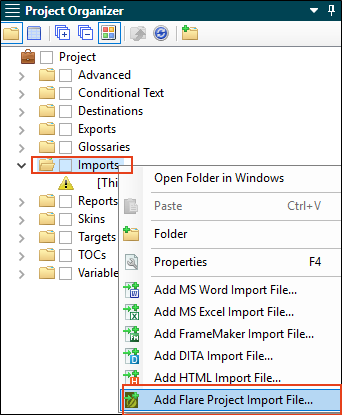 Project Organizer
Project
Advanced
Conditional Text
Destinations
Exports
Glossaries
Imports
[Thi
Reports
Skins
Targets
TOCs
Variable
Open Folder in Windows
Paste Ctrl+V
Folder
Properties F4
Add MS Word Import File...
Add MS Excel Import File...
Add FrameMaker Import File...
Add DITA Import File...
Add HTML Import File...
Add Flare Project Import File...